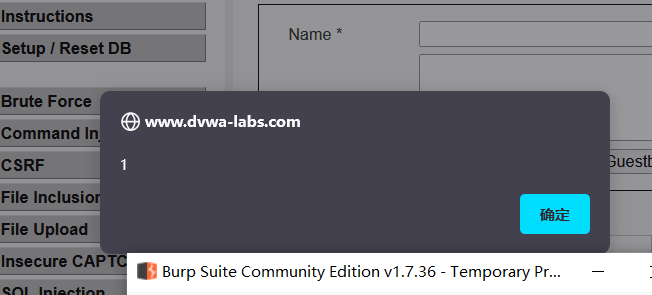 Instructions
Name *
Setup / Reset DB
Brute Force
www.dvwa-labs.com
Command Inj
1
CSRF
Guestb
File Inclusion
File Upload
确定
Insecure CAPTC
Burp Suite Community Edition v1.7.36 - Temporary Pr...
SQL Injection